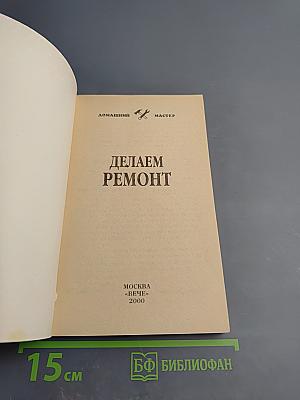 ДОМАШНИЙ МАСТЕР
ДЕЛАЕМ
РЕМОНТ
МОСКВА
«ВЕЧЕ»
2000
15 см
БФ БИБЛИОФАН